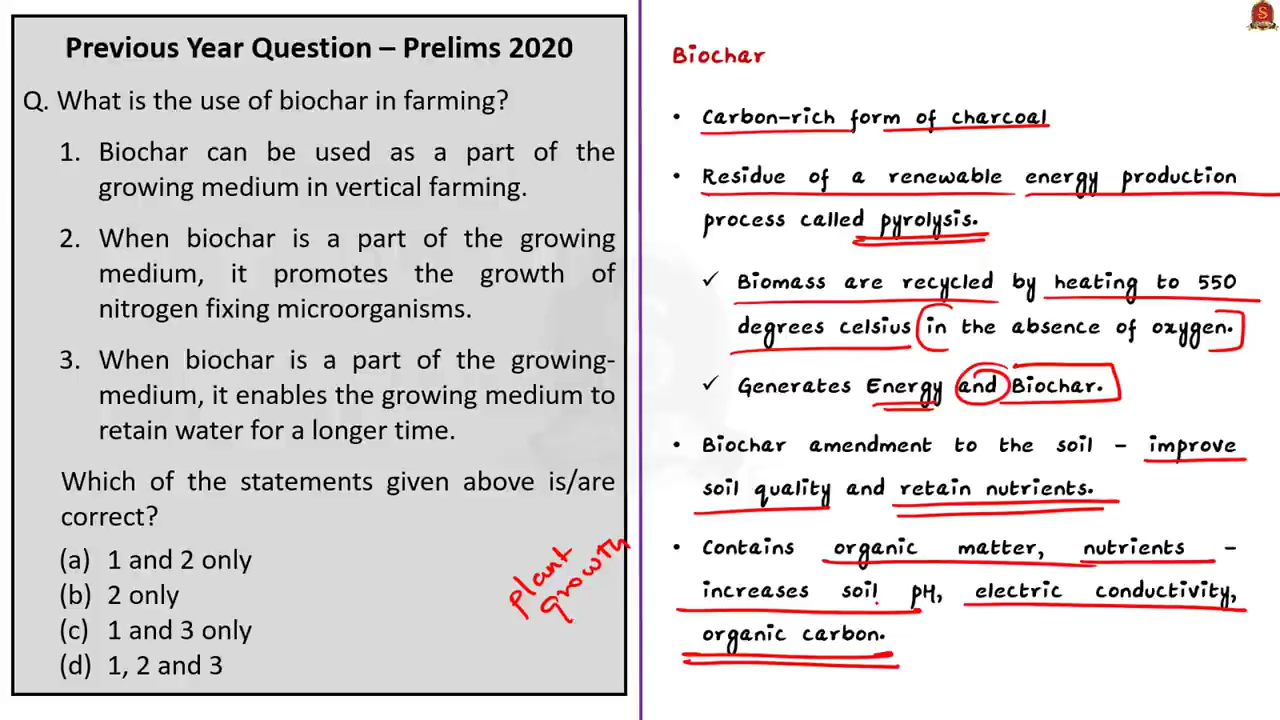 Previous Year Question – Prelims 2020
Q. What is the use of biochar in farming?
1. Biochar can be used as a part of the
growing medium in vertical farming.
2. When biochar is a part of the growing
medium, it promotes the growth of
nitrogen fixing microorganisms.
3. When biochar is a part of the growing-
medium, it enables the growing medium to
retain water for a longer time.
Which of the statements given above is/are
correct?
(a) 1 and 2 only
(b) 2 only
(c) 1 and 3 only
(d) 1, 2 and 3
plant
growth
Biochar
• Carbon-rich form of charcoal
• Residue of a renewable energy production
process called pyrolysis.
✓ Biomass are recycled by heating to 550
degrees celsius in the absence of oxygen.
✓ Generates Energy and Biochar.
• Biochar amendment to the soil – improve
soil quality and retain nutrients.
• Contains organic matter, nutrients –
increases soil pH, electric conductivity,
organic carbon.